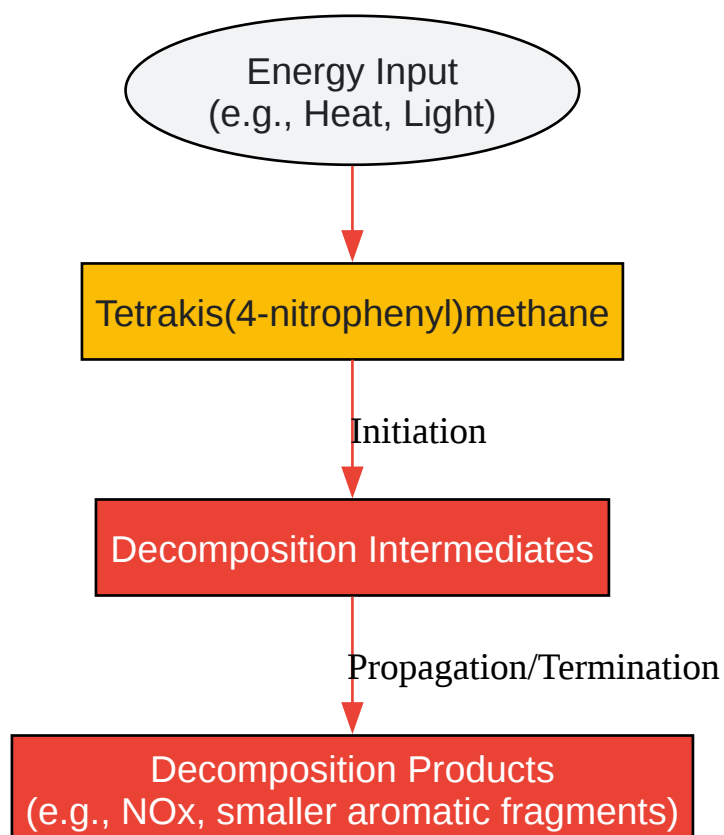 Energy Input
(e.g., Heat, Light)
Tetrakis(4-nitrophenyl)methane
Initiation
Decomposition Intermediates
Propagation/Termination
Decomposition Products
(e.g., NOx, smaller aromatic fragments)